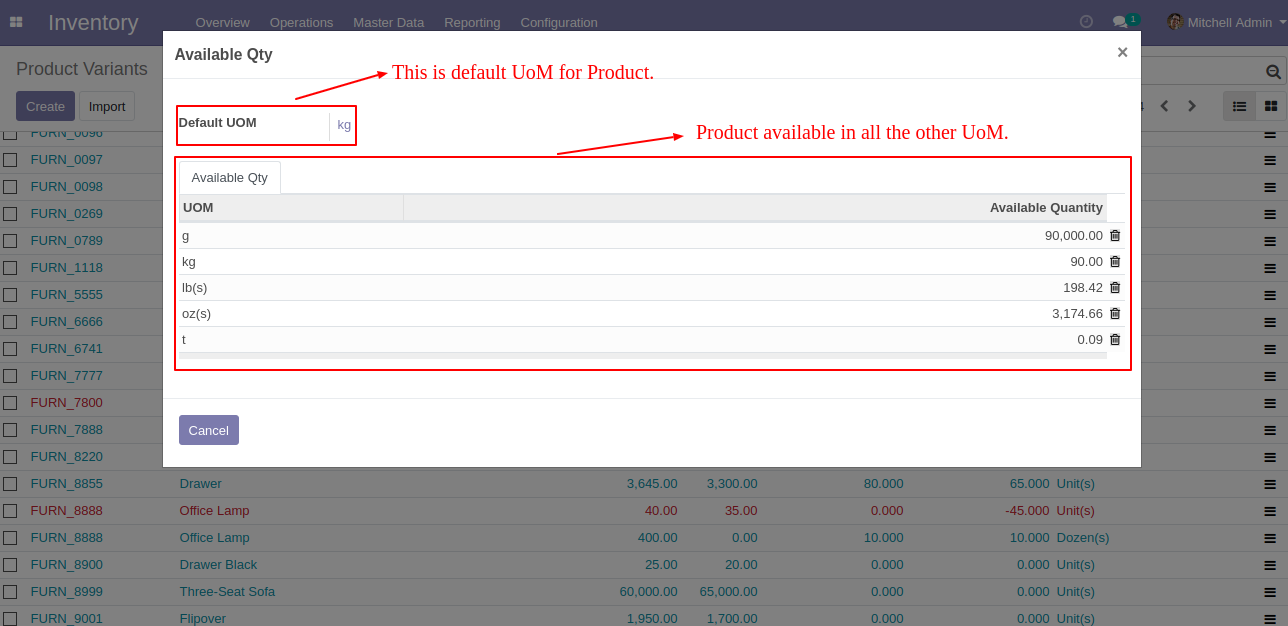 Inventory Overview Operations Master Data Reporting Configuration 1 Mitchell Admin
Product Variants
Available Qty ×
This is default UoM for Product.
Create Import
Default UOM kg
Product available in all the other UoM.
Available Qty
UOM Available Quantity
g 90,000.00
kg 90.00
lb(s) 198.42
oz(s) 3,174.66
t 0.09
Cancel
FURN_0096
FURN_0097
FURN_0098
FURN_0269
FURN_0789
FURN_1118
FURN_5555
FURN_6666
FURN_6741
FURN_7777
FURN_7800
FURN_7888
FURN_8220
FURN_8855 Drawer 3,645.00 3,300.00 80.000 65.000 Unit(s)
FURN_8888 Office Lamp 40.00 35.00 0.000 -45.000 Unit(s)
FURN_8888 Office Lamp 400.00 0.00 10.000 10.000 Dozen(s)
FURN_8900 Drawer Black 25.00 20.00 0.000 0.000 Unit(s)
FURN_8999 Three-Seat Sofa 60,000.00 65,000.00 0.000 0.000 Unit(s)
FURN_9001 Flipover 1,950.00 1,700.00 0.000 0.000 Unit(s)